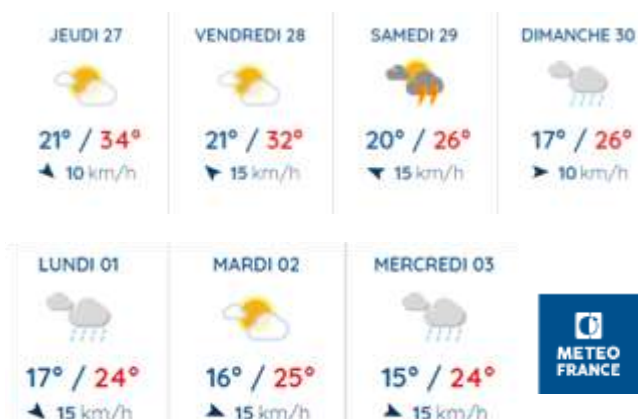 JEUDI 27
VENDREDI 28
SAMEDI 29
DIMANCHE 30
21° / 34°
21° / 32°
20° / 26°
17° / 26°
10 km/h
15 km/h
15 km/h
10 km/h
LUNDI 01
MARDI 02
MERCREDI 03
17° / 24°
16° / 25°
15° / 24°
15 km/h
15 km/h
15 km/h
METEO
FRANCE